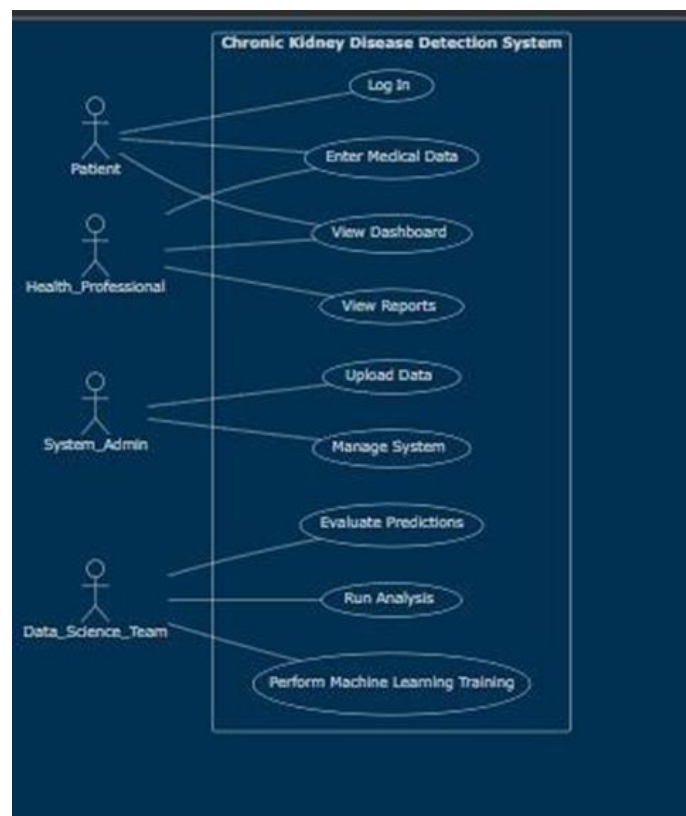 Chronic Kidney Disease Detection System
Log In
Patient
Enter Medical Data
View Dashboard
Health_Professional
View Reports
Upload Data
System_Admin
Manage System
Evaluate Predictions
Run Analysis
Data_Science_Team
Perform Machine Learning Training